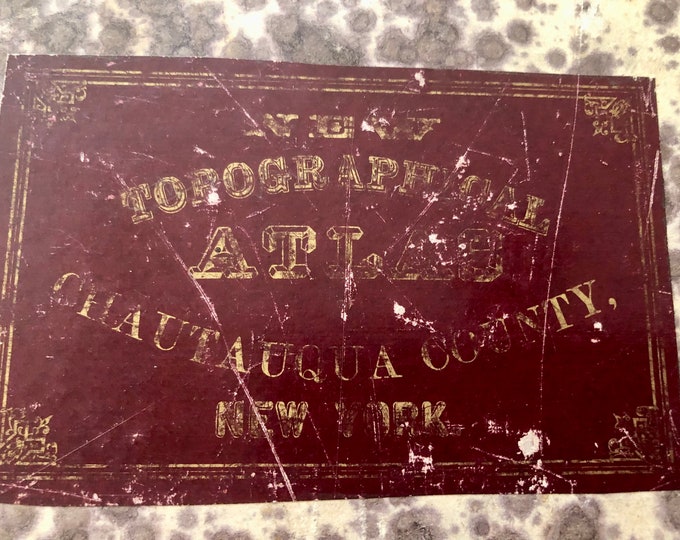 NEW
TOPOGRAPHICAL
ATLAS
CHAUTAUQUA COUNTY,
NEW YORK.